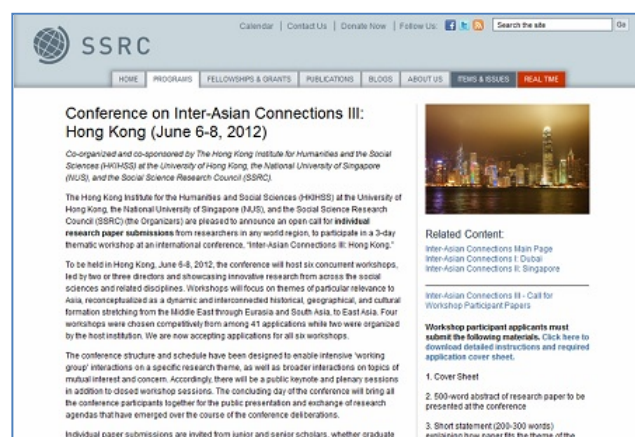 Calendar | Contact Us | Donate Now | Follow Us:
Search the site
Go
SSRC
HOME
PROGRAMS
FELLOWSHIPS & GRANTS
PUBLICATIONS
BLOGS
ABOUT US
ITEMS & ISSUES
REAL TIME
Conference on Inter-Asian Connections III:
Hong Kong (June 6-8, 2012)
Co-organized and co-sponsored by The Hong Kong Institute for Humanities and the Social
Sciences (HKIHSS) at the University of Hong Kong, the National University of Singapore
(NUS), and the Social Science Research Council (SSRC).
The Hong Kong Institute for the Humanities and Social Sciences (HKIHSS) at the University of
Hong Kong, the National University of Singapore (NUS), and the Social Science Research
Council (SSRC) (the Organizers) are pleased to announce an open call for individual
research paper submissions from researchers in any world region, to participate in a 3-day
thematic workshop at an international conference, "Inter-Asian Connections III: Hong Kong."
To be held in Hong Kong, June 6-8, 2012, the conference will host six concurrent workshops,
led by two or three directors and showcasing innovative research from across the social
sciences and related disciplines. Workshops will focus on themes of particular relevance to
Asia, reconceptualized as a dynamic and interconnected historical, geographical, and cultural
formation stretching from the Middle East through Eurasia and South Asia, to East Asia. Four
workshops were chosen competitively from among 41 applications while two were organized
by the host institution. We are now accepting applications for all six workshops.
The conference structure and schedule have been designed to enable intensive 'working
group' interactions on a specific research theme, as well as broader interactions on topics of
mutual interest and concern. Accordingly, there will be a public keynote and plenary sessions
in addition to closed workshop sessions. The concluding day of the conference will bring all
the conference participants together for the public presentation and exchange of research
agendas that have emerged over the course of the conference deliberations.
Individual paper submissions are invited from junior and senior scholars, whether graduate
Related Content:
Inter-Asian Connections Main Page
Inter-Asian Connections I: Dubai
Inter-Asian Connections II: Singapore
Inter-Asian Connections III - Call for
Workshop Participant Papers
Workshop participant applicants must
submit the following materials. Click here to
download detailed instructions and required
application cover sheet.
1. Cover Sheet
2. 500-word abstract of research paper to be
presented at the conference
3. Short statement (200-300 words)
explaining how paper fits the theme of the